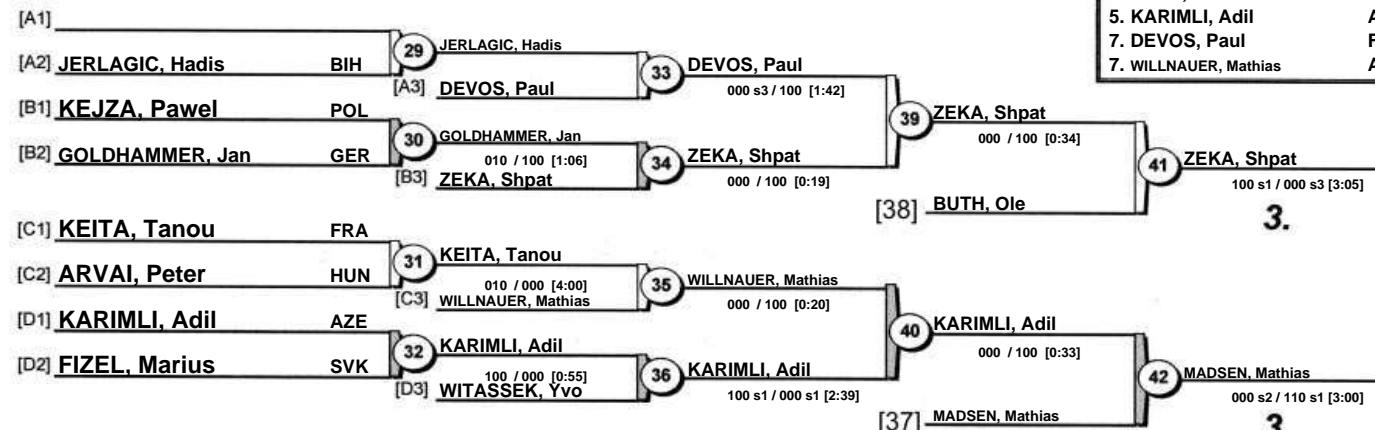 5. KARIMLI, Adil A
7. DEVOS, Paul F
7. WILLNAUER, Mathias A
[A1]
[A2] JERLAGIC, Hadis BIH
29 JERLAGIC, Hadis
[A3] DEVOS, Paul
33 DEVOS, Paul
000 s3 / 100 [1:42]
[B1] KEJZA, Pawel POL
[B2] GOLDHAMMER, Jan GER
30 GOLDHAMMER, Jan
010 / 100 [1:06]
[B3] ZEKA, Shpat
34 ZEKA, Shpat
000 / 100 [0:19]
39 ZEKA, Shpat
000 / 100 [0:34]
[38] BUTH, Ole
41 ZEKA, Shpat
100 s1 / 000 s3 [3:05]
3.
[C1] KEITA, Tanou FRA
[C2] ARVAI, Peter HUN
31 KEITA, Tanou
010 / 000 [4:00]
[C3] WILLNAUER, Mathias
35 WILLNAUER, Mathias
000 / 100 [0:20]
[D1] KARIMLI, Adil AZE
[D2] FIZEL, Marius SVK
32 KARIMLI, Adil
100 / 000 [0:55]
[D3] WITASSEK, Yvo
36 KARIMLI, Adil
100 s1 / 000 s1 [2:39]
40 KARIMLI, Adil
000 / 100 [0:33]
[37] MADSEN, Mathias
42 MADSEN, Mathias
000 s2 / 110 s1 [3:00]
3